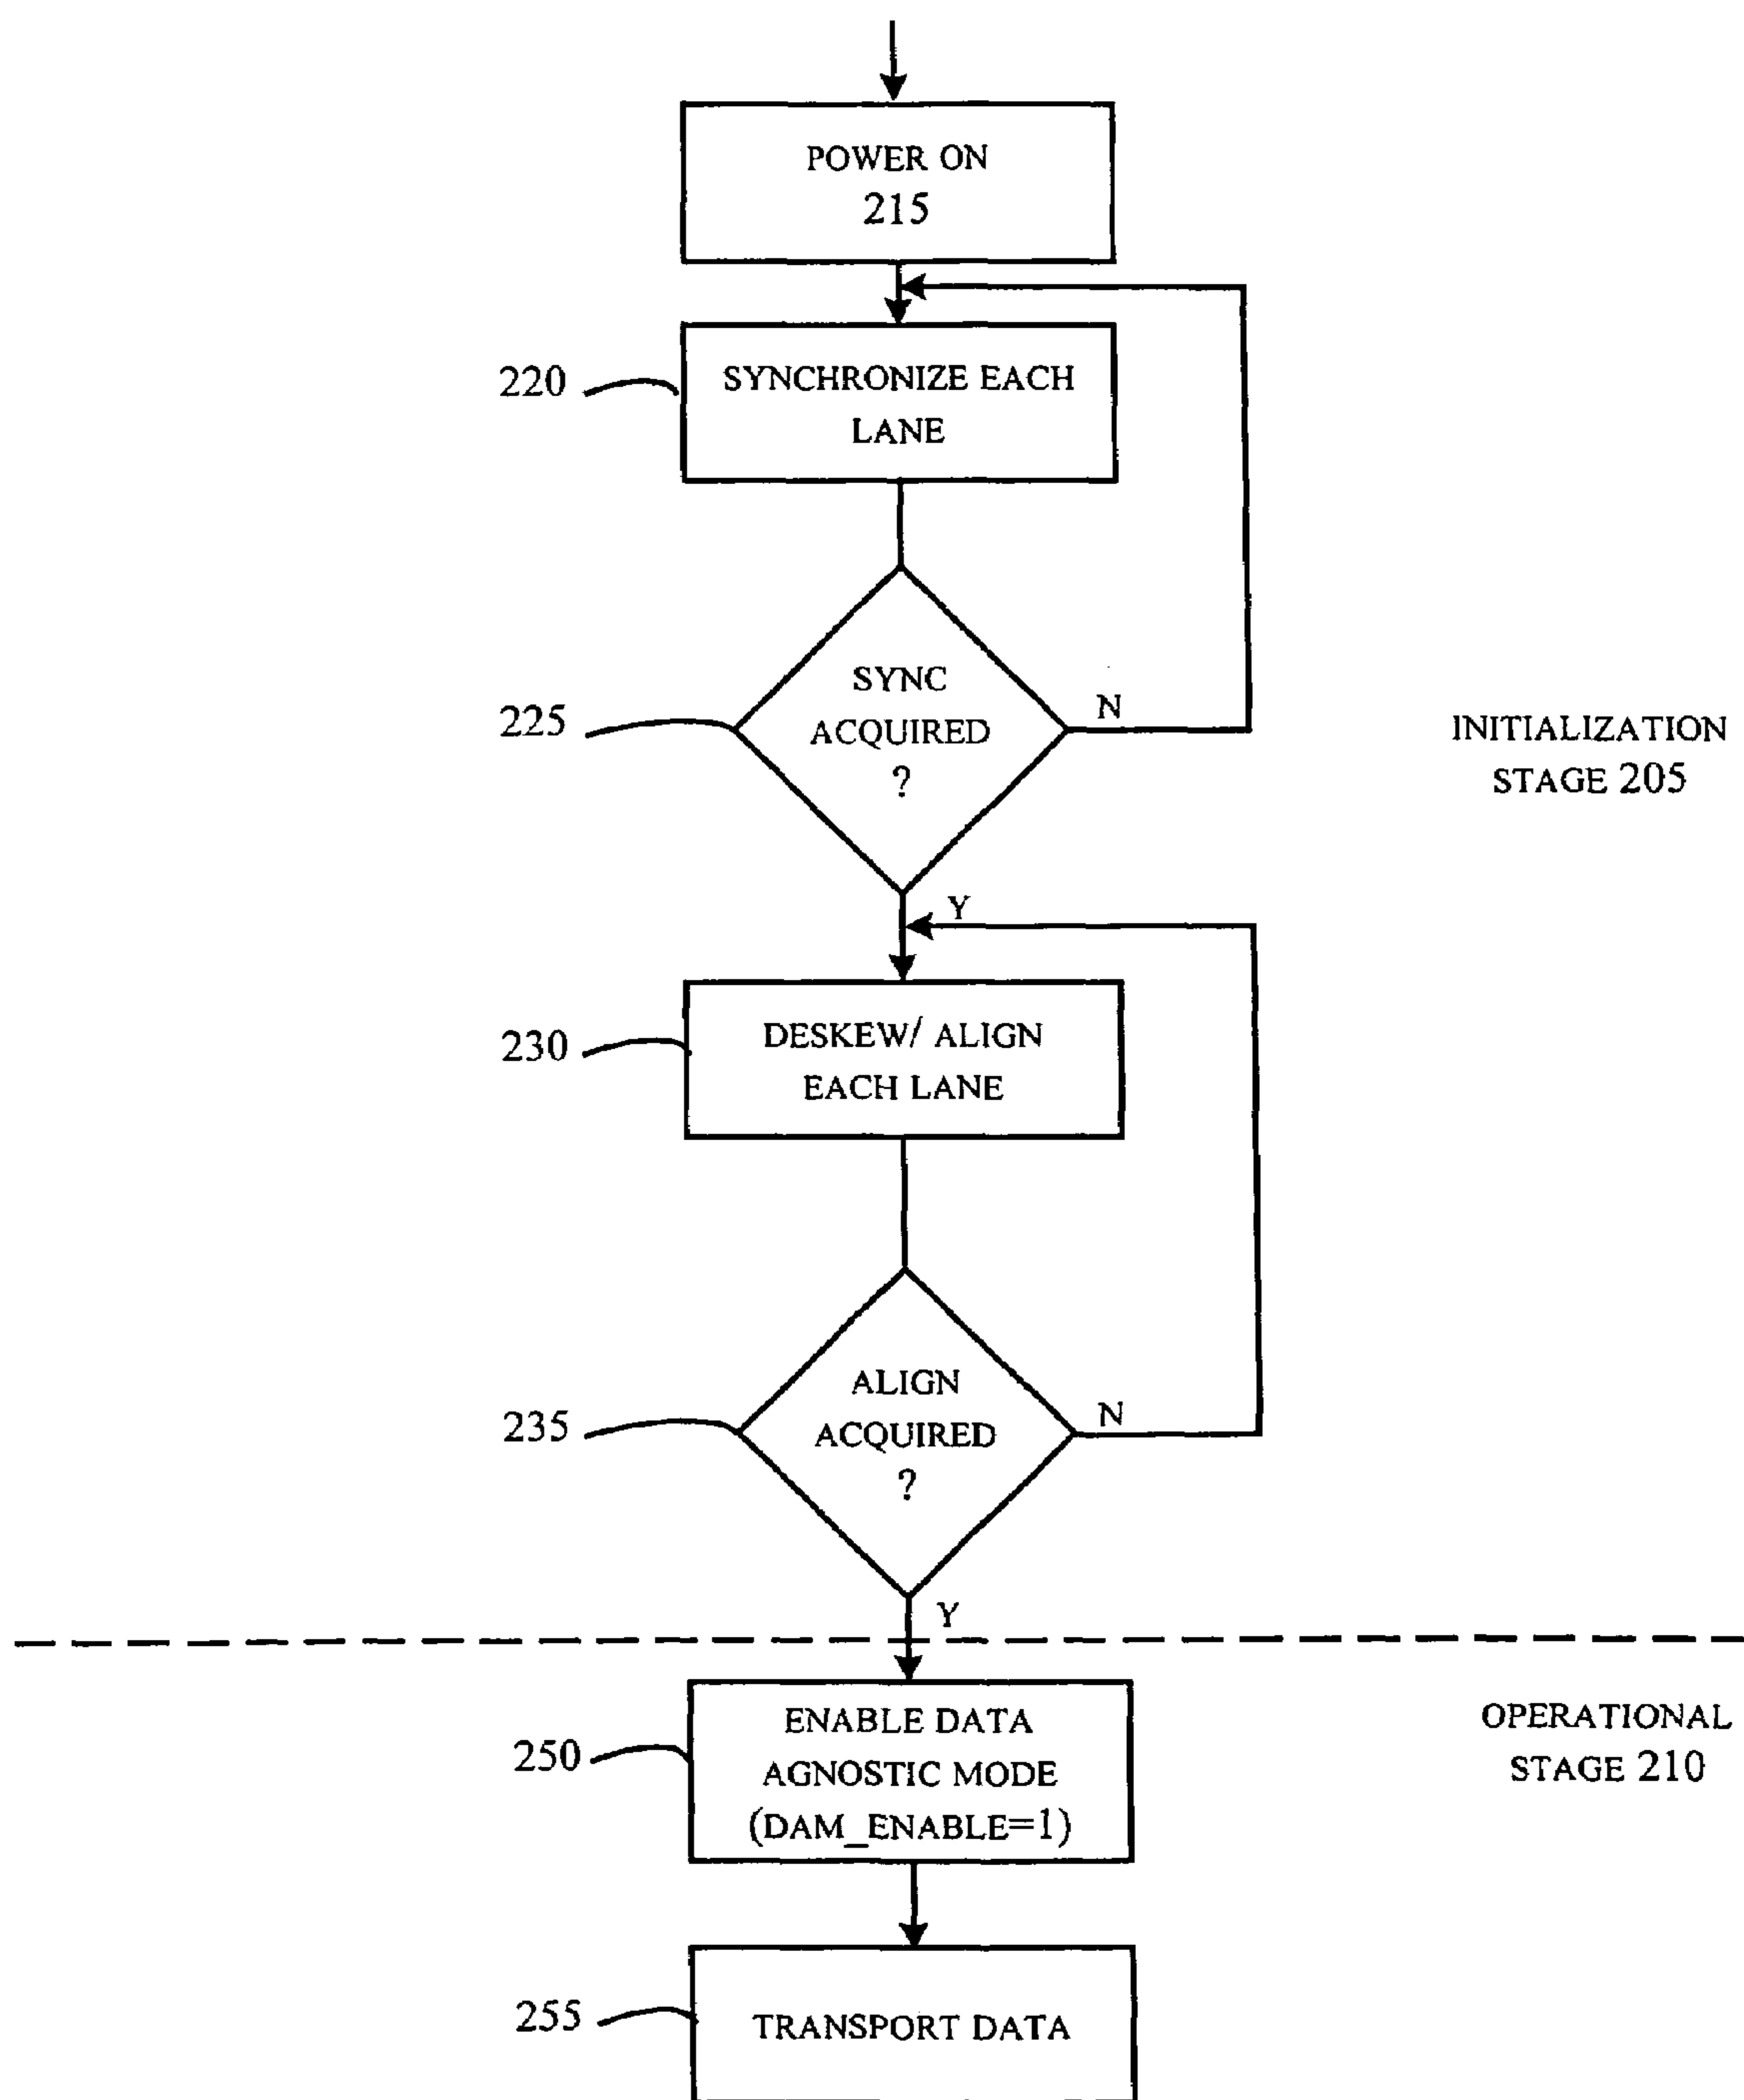 POWER ON
215
220
SYNCHRONIZE EACH
LANE
225
SYNC
ACQUIRED
?
N
INITIALIZATION
STAGE 205
Y
230
DESKEW/ ALIGN
EACH LANE
235
ALIGN
ACQUIRED
?
N
Y
250
ENABLE DATA
AGNOSTIC MODE
(DAM_ENABLE=1)
OPERATIONAL
STAGE 210
255
TRANSPORT DATA